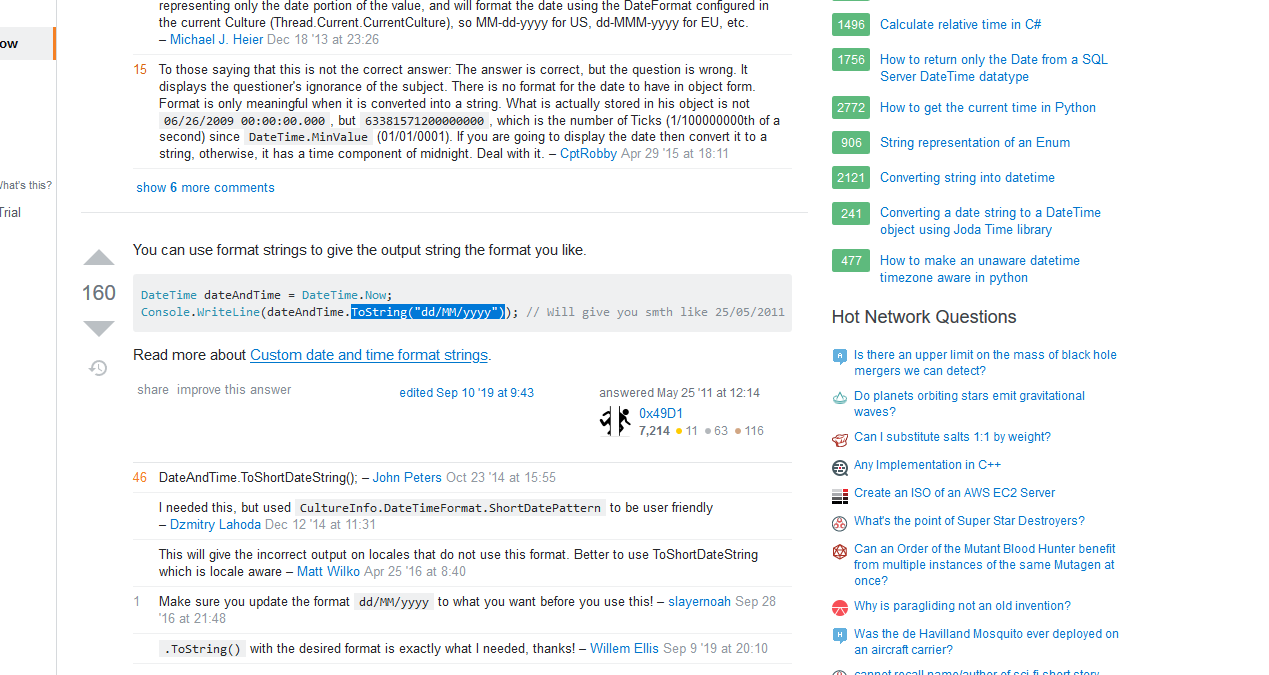 representing only the date portion of the value, and will format the date using the DateFormat configured in
the current Culture (Thread.Current.CurrentCulture), so MM-dd-yyyy for US, dd-MMM-yyyy for EU, etc.
– Michael J. Heier Dec 18 '13 at 23:26
15 To those saying that this is not the correct answer: The answer is correct, but the question is wrong. It
displays the questioner's ignorance of the subject. There is no format for the date to have in object form.
Format is only meaningful when it is converted into a string. What is actually stored in his object is not
06/26/2009 00:00:00.000 , but 63381571200000000 , which is the number of Ticks (1/100000000th of a
second) since DateTime.MinValue (01/01/0001). If you are going to display the date then convert it to a
string, otherwise, it has a time component of midnight. Deal with it. – CptRobby Apr 29 '15 at 18:11
show 6 more comments
You can use format strings to give the output string the format you like.
160
DateTime dateAndTime = DateTime.Now;
Console.WriteLine(dateAndTime.ToString("dd/MM/yyyy")); // Will give you smth like 25/05/2011
Read more about Custom date and time format strings.
share improve this answer
edited Sep 10 '19 at 9:43
answered May 25 '11 at 12:14
0x49D1
7,214 11 63 116
46 DateAndTime.ToShortDateString(); – John Peters Oct 23 '14 at 15:55
I needed this, but used CultureInfo.DateTimeFormat.ShortDatePattern to be user friendly
– Dzmitry Lahoda Dec 12 '14 at 11:31
This will give the incorrect output on locales that do not use this format. Better to use ToShortDateString
which is locale aware – Matt Wilko Apr 25 '16 at 8:40
1 Make sure you update the format dd/MM/yyyy to what you want before you use this! – slayernoah Sep 28
'16 at 21:48
.ToString() with the desired format is exactly what I needed, thanks! – Willem Ellis Sep 9 '19 at 20:10
ow
hat's this?
Trial
1496 Calculate relative time in C#
1756 How to return only the Date from a SQL
Server DateTime datatype
2772 How to get the current time in Python
906 String representation of an Enum
2121 Converting string into datetime
241 Converting a date string to a DateTime
object using Joda Time library
477 How to make an unaware datetime
timezone aware in python
Hot Network Questions
Is there an upper limit on the mass of black hole
mergers we can detect?
Do planets orbiting stars emit gravitational
waves?
Can I substitute salts 1:1 by weight?
Any Implementation in C++
Create an ISO of an AWS EC2 Server
What's the point of Super Star Destroyers?
Can an Order of the Mutant Blood Hunter benefit
from multiple instances of the same Mutagen at
once?
Why is paragliding not an old invention?
Was the de Havilland Mosquito ever deployed on
an aircraft carrier?
cannot recall name/author of sci fi short story